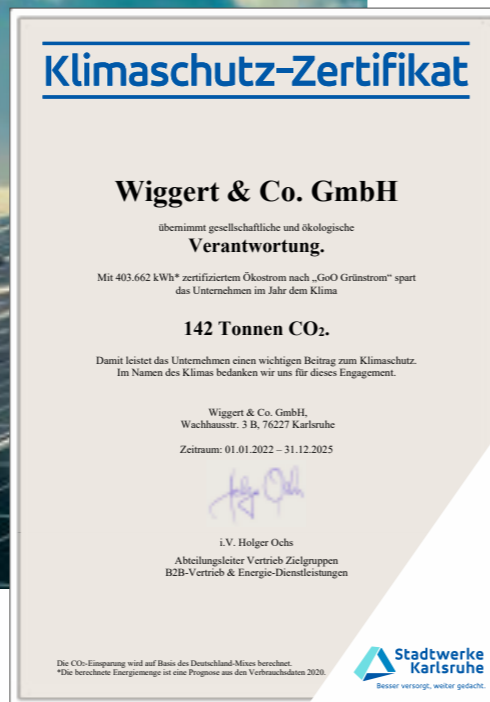 Klimaschutz-Zertifikat
Wiggert & Co. GmbH
übernimmt gesellschaftliche und ökologische
Verantwortung.
Mit 403.662 kWh* zertifiziertem Ökostrom nach „GoO Grünstrom“ spart
das Unternehmen im Jahr dem Klima
142 Tonnen CO₂.
Damit leistet das Unternehmen einen wichtigen Beitrag zum Klimaschutz.
Im Namen des Klimas bedanken wir uns für dieses Engagement.
Wiggert & Co. GmbH,
Wachhausstr. 3 B, 76227 Karlsruhe
Zeitraum: 01.01.2022 – 31.12.2025
Holger Ochs
i.V. Holger Ochs
Abteilungsleiter Vertrieb Zielgruppen
B2B-Vertrieb & Energie-Dienstleistungen
Die CO₂-Einsparung wird auf Basis des Deutschland-Mixes berechnet.
*Die berechnete Energiemenge ist eine Prognose aus den Verbrauchsdaten 2020.
Stadtwerke
Karlsruhe
Besser versorgt, weiter gedacht.